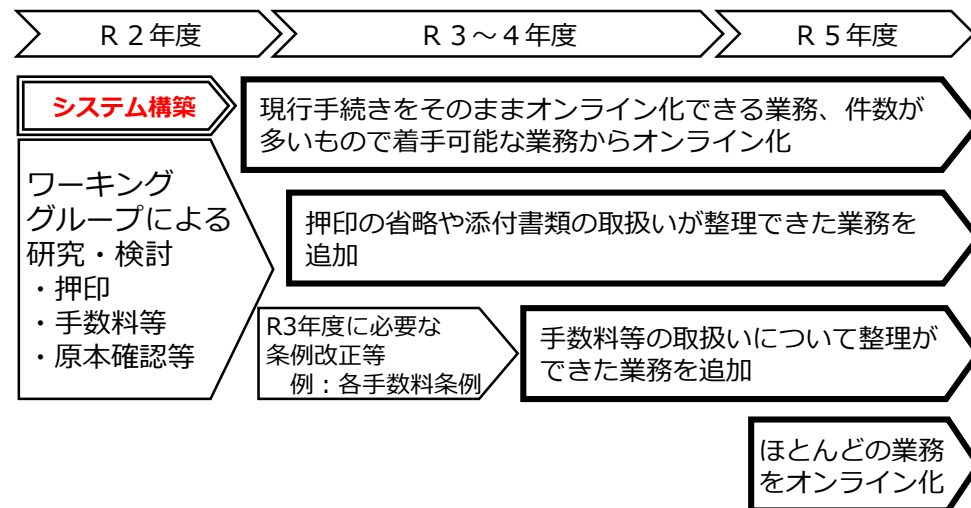 R2年度
R3～4年度
R5年度
システム構築
現行手続きをそのままオンライン化できる業務、件数が
多いもので着手可能な業務からオンライン化
ワーキング
グループによる
研究・検討
・押印
・手数料等
・原本確認等
押印の省略や添付書類の取扱いが整理できた業務を
追加
R3年度に必要な
条例改正等
例：各手数料条例
手数料等の取扱いについて整理が
できた業務を追加
ほとんどの業務
をオンライン化